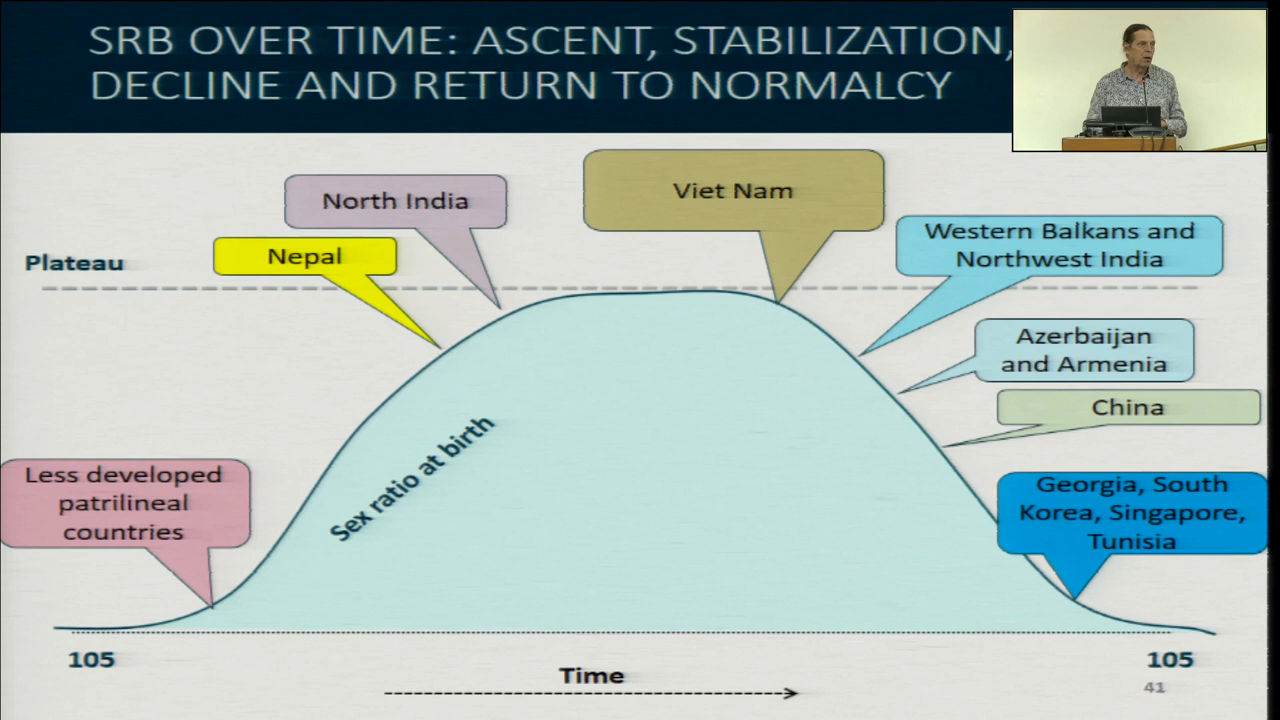 SRB OVER TIME: ASCENT, STABILIZATION,
DECLINE AND RETURN TO NORMALCY
North India
Viet Nam
Nepal
Western Balkans and
Northwest India
Plateau
Azerbaijan
and Armenia
China
Sex ratio at birth
Less developed
patrilineal
countries
Georgia, South
Korea, Singapore,
Tunisia
105
105
Time
41